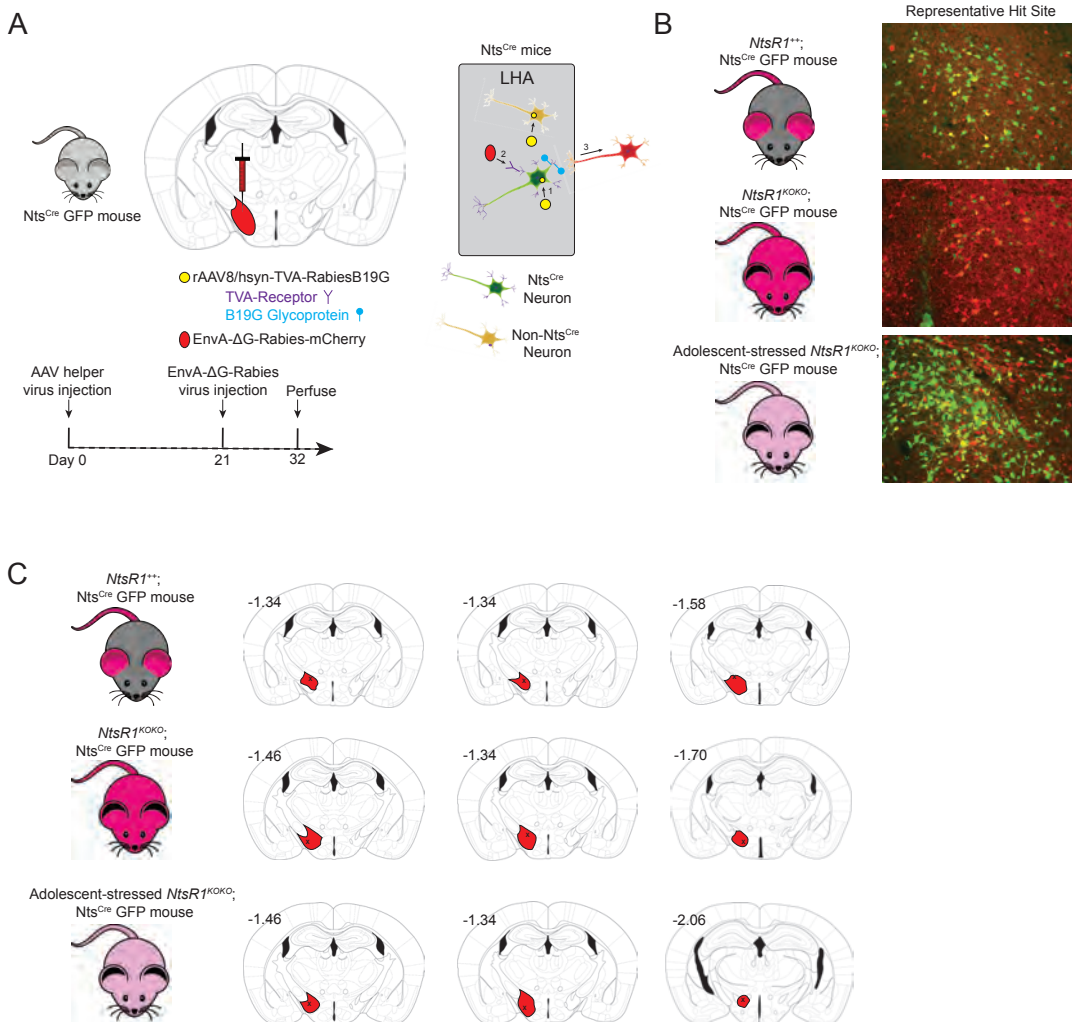 A
Nts^Cre GFP mouse
rAAV8/hsyn-TVA-RabiesB19G
TVA-Receptor
B19G Glycoprotein
EnvA-ΔG-Rabies-mCherry
Nts^Cre mice
LHA
1
2
3
Nts^Cre
Neuron
Non-Nts^Cre
Neuron
AAV helper
virus injection
EnvA-ΔG-Rabies
virus injection
Perfuse
Day 0
21
32
B
Representative Hit Site
NtsR1^++;
Nts^Cre GFP mouse
NtsR1^KOKO;
Nts^Cre GFP mouse
Adolescent-stressed NtsR1^KOKO;
Nts^Cre GFP mouse
C
NtsR1^++;
Nts^Cre GFP mouse
-1.34
x
-1.34
x
-1.58
x
NtsR1^KOKO;
Nts^Cre GFP mouse
-1.46
x
-1.34
x
-1.70
x
Adolescent-stressed NtsR1^KOKO;
Nts^Cre GFP mouse
-1.46
x
-1.34
x
-2.06
x